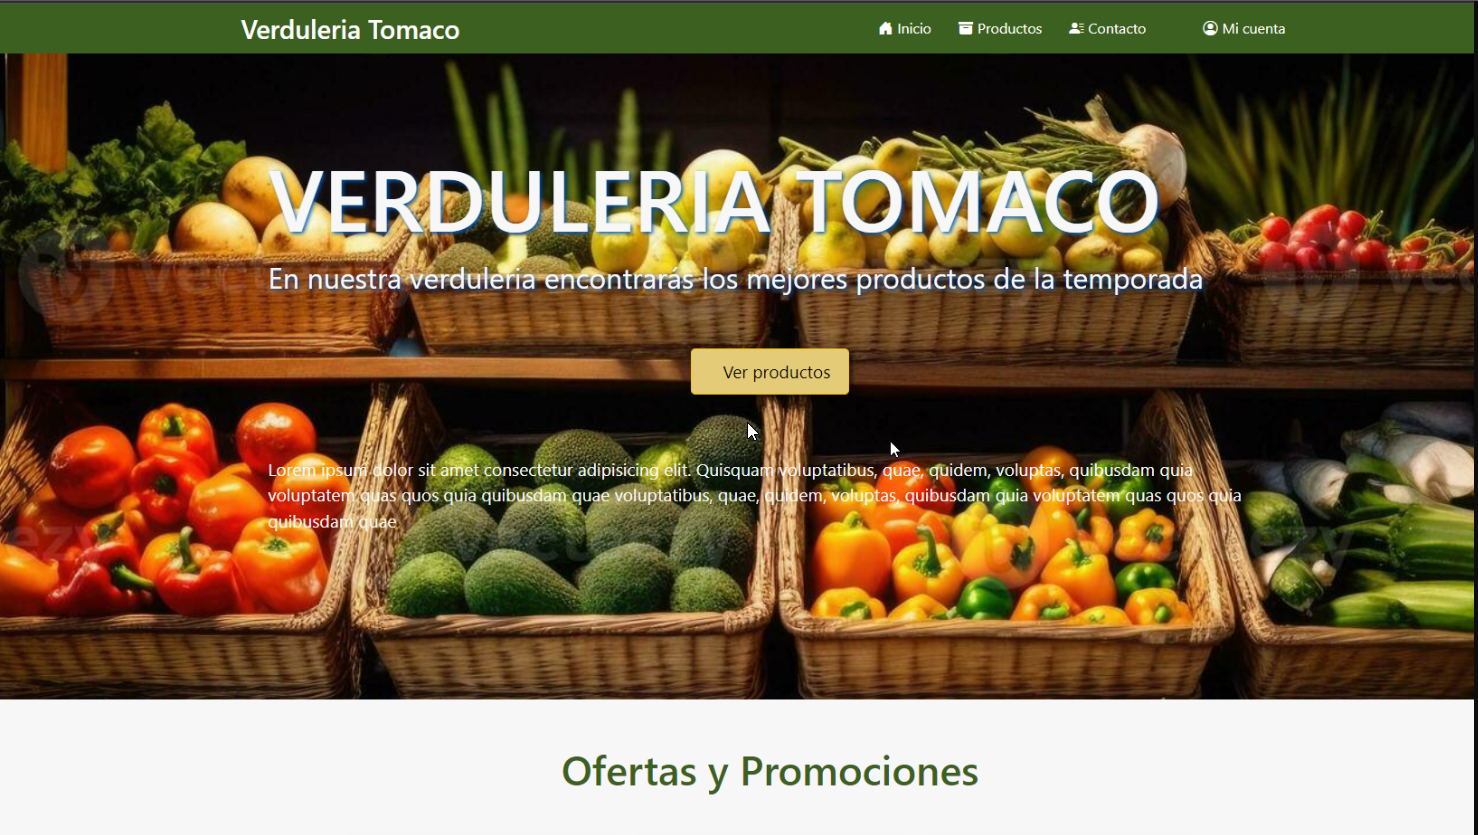 Verduleria Tomaco
Inicio
Productos
Contacto
Mi cuenta
VERDULERIA TOMACO
En nuestra verduleria encontrarás los mejores productos de la temporada
Ver productos
Lorem ipsum dolor sit amet consectetur adipisicing elit. Quisquam voluptatibus, quae, quidem, voluptas, quibusdam quia
voluptatem quas quos quia quibusdam quae voluptatibus, quae, quidem, voluptas, quibusdam quia voluptatem quas quos quia
quibusdam quae
Ofertas y Promociones